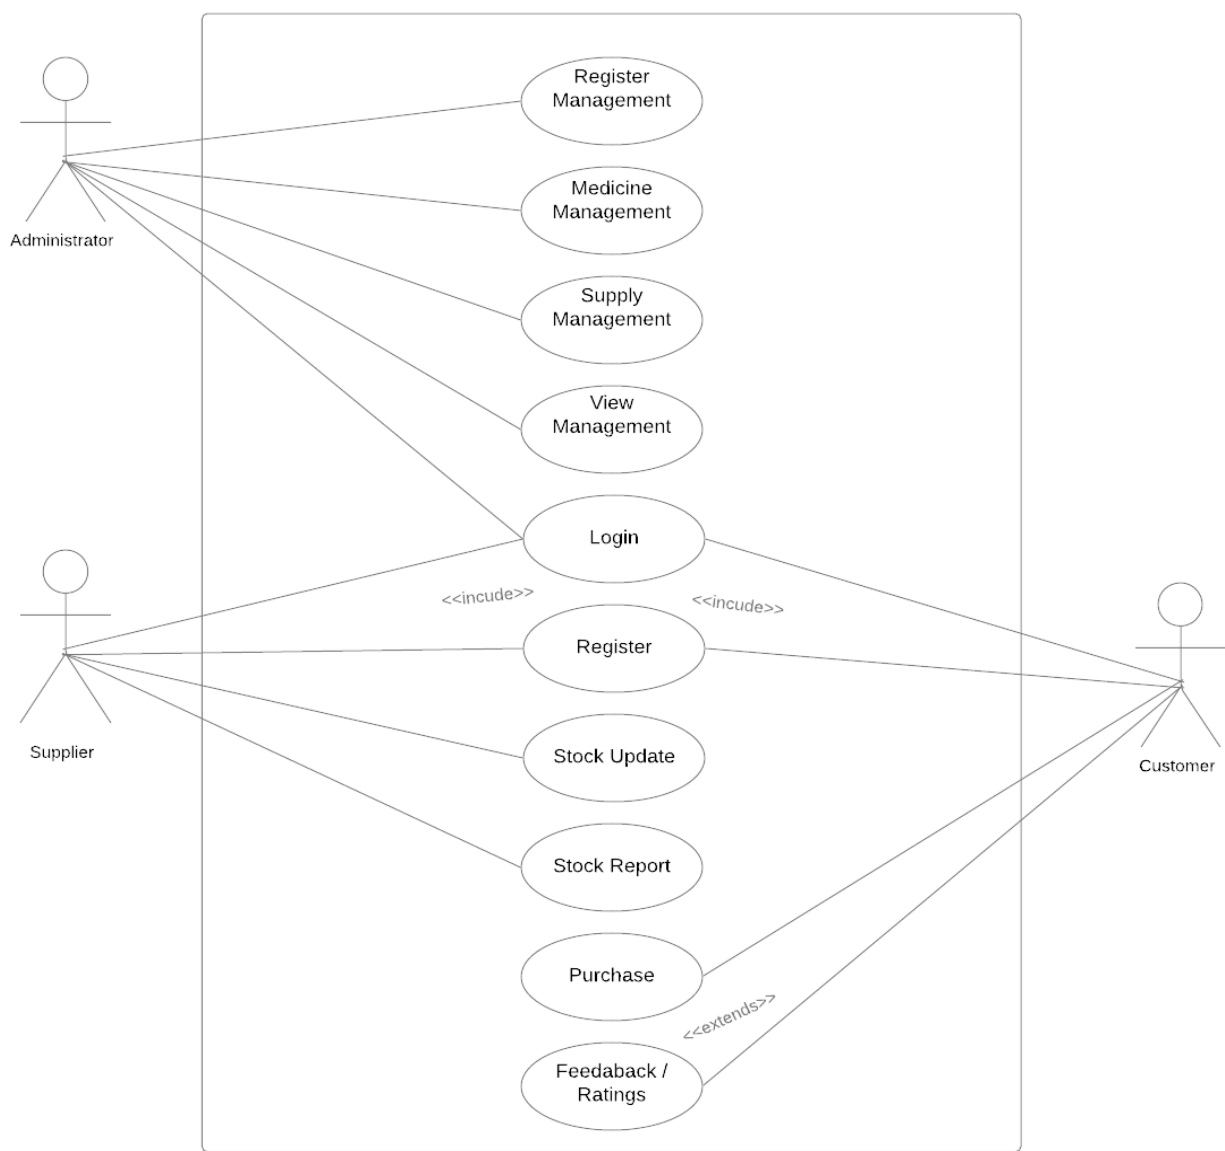 Register
Management
Medicine
Management
Administrator
Supply
Management
View
Management
Login
<<incude>>
<<incude>>
Register
Supplier
Stock Update
Customer
Stock Report
Purchase
<<extends>>
Feedaback /
Ratings